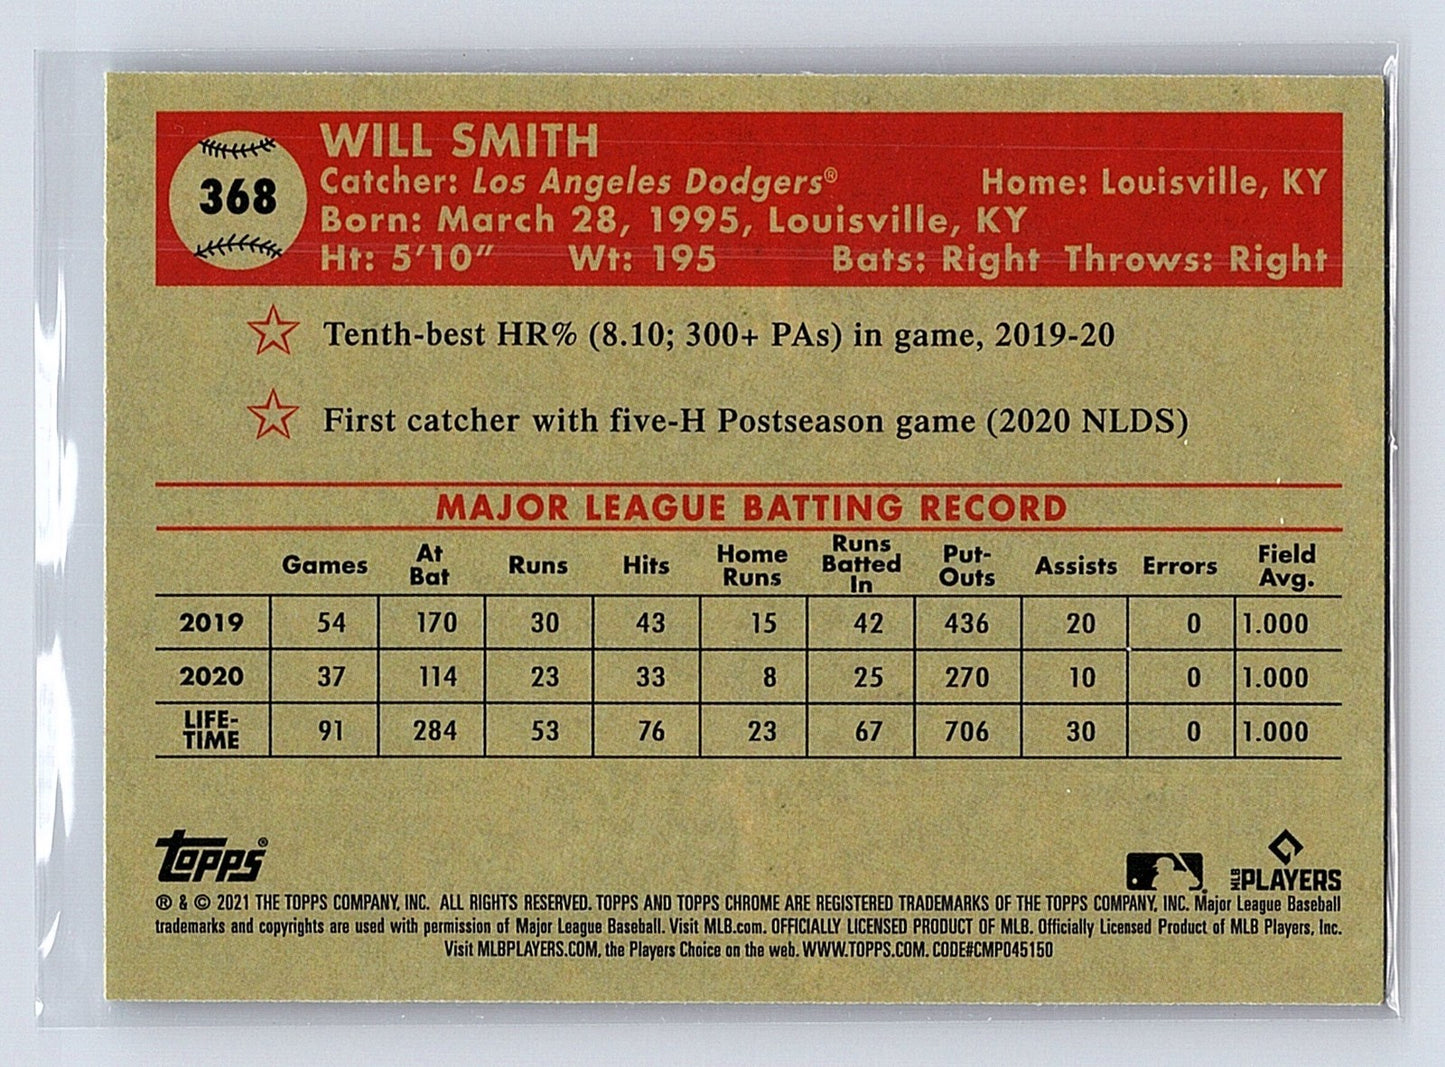 368
WILL SMITH
Catcher: Los Angeles Dodgers® Home: Louisville, KY
Born: March 28, 1995, Louisville, KY
Ht: 5’10” Wt: 195 Bats: Right Throws: Right
Tenth-best HR% (8.10; 300+ PAs) in game, 2019-20
First catcher with five-H Postseason game (2020 NLDS)
MAJOR LEAGUE BATTING RECORD
Games At Bat Runs Hits Home Runs Runs Batted In Put-Outs Assists Errors Field Avg.
2019 54 170 30 43 15 42 436 20 0 1.000
2020 37 114 23 33 8 25 270 10 0 1.000
LIFE-TIME 91 284 53 76 23 67 706 30 0 1.000
topps® MLB PLAYERS
® & © 2021 THE TOPPS COMPANY, INC. ALL RIGHTS RESERVED. TOPPS AND TOPPS CHROME ARE REGISTERED TRADEMARKS OF THE TOPPS COMPANY, INC. Major League Baseball
trademarks and copyrights are used with permission of Major League Baseball. Visit MLB.com. OFFICIALLY LICENSED PRODUCT OF MLB. Officially Licensed Product of MLB Players, Inc.
Visit MLBPLAYERS.COM, the Players Choice on the web. WWW.TOPPS.COM. CODE#CMP045150